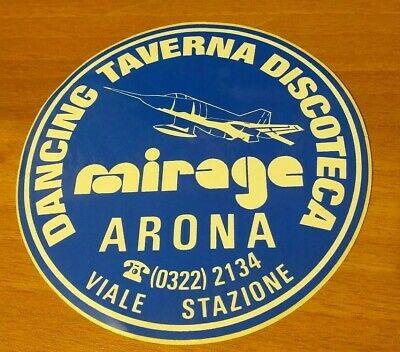 DANCING TAVERNA DISCOTECA
mirage
ARONA
☎(0322) 2134
VIALE STAZIONE